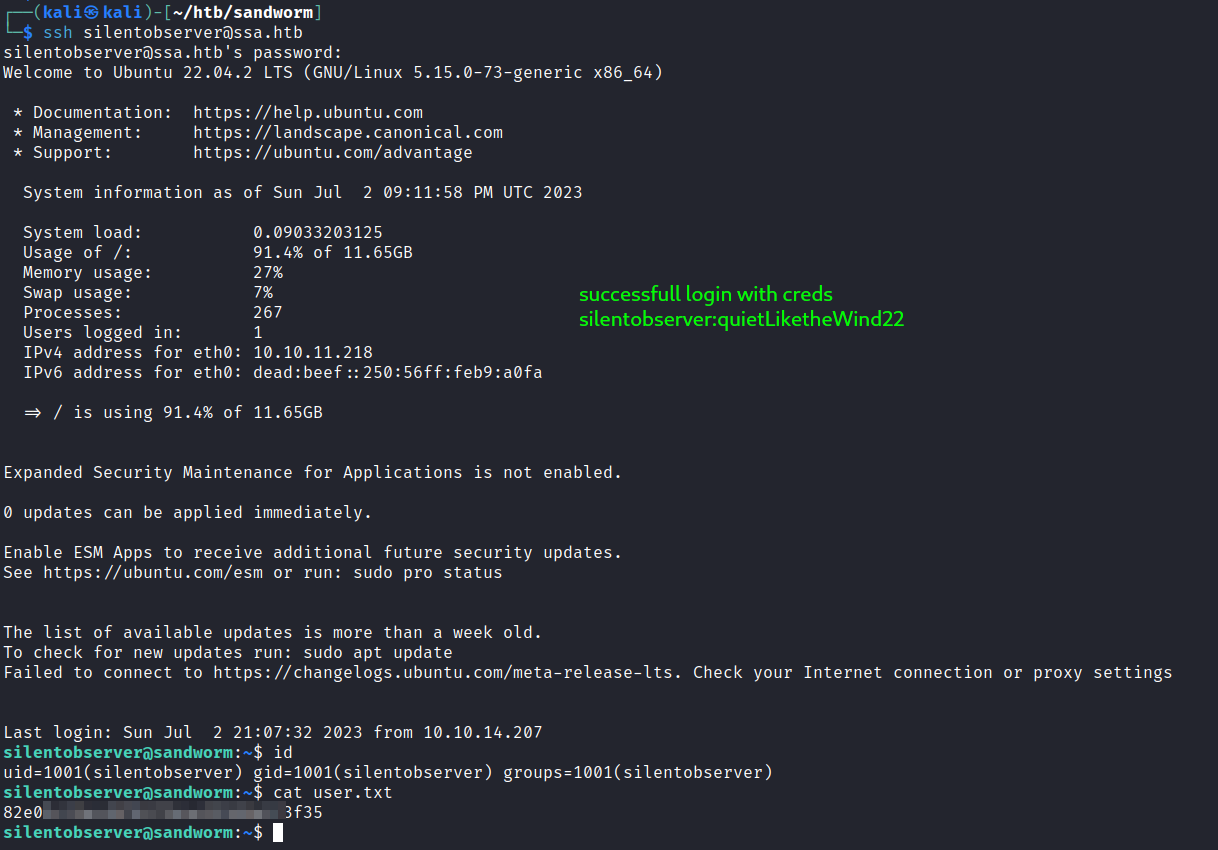 ┌──(kali㉿kali)-[~/htb/sandworm]
└─$ ssh silentobserver@ssa.htb
silentobserver@ssa.htb's password:
Welcome to Ubuntu 22.04.2 LTS (GNU/Linux 5.15.0-73-generic x86_64)
* Documentation:  https://help.ubuntu.com
* Management:     https://landscape.canonical.com
* Support:        https://ubuntu.com/advantage
System information as of Sun Jul  2 09:11:58 PM UTC 2023
System load:           0.09033203125
Usage of /:            91.4% of 11.65GB
Memory usage:          27%
Swap usage:            7%
Processes:             267
Users logged in:       1
IPv4 address for eth0: 10.10.11.218
IPv6 address for eth0: dead:beef::250:56ff:feb9:a0fa
successfull login with creds
silentobserver:quietLiketheWind22
=> / is using 91.4% of 11.65GB
Expanded Security Maintenance for Applications is not enabled.
0 updates can be applied immediately.
Enable ESM Apps to receive additional future security updates.
See https://ubuntu.com/esm or run: sudo pro status
The list of available updates is more than a week old.
To check for new updates run: sudo apt update
Failed to connect to https://changelogs.ubuntu.com/meta-release-lts. Check your Internet connection or proxy settings
Last login: Sun Jul  2 21:07:32 2023 from 10.10.14.207
silentobserver@sandworm:~$ id
uid=1001(silentobserver) gid=1001(silentobserver) groups=1001(silentobserver)
silentobserver@sandworm:~$ cat user.txt
82e0 3f35
silentobserver@sandworm:~$